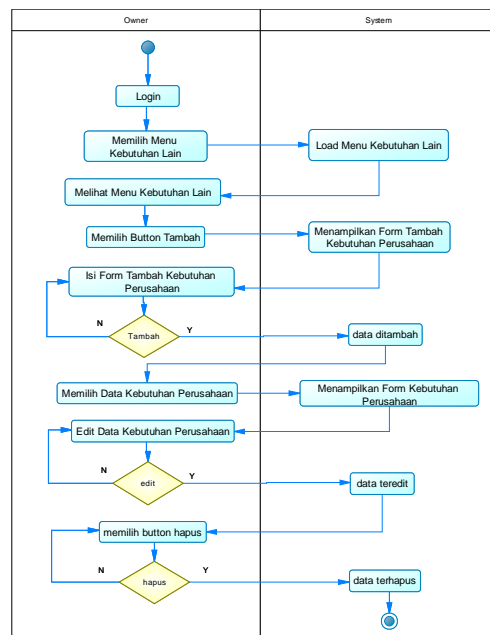 Owner
System
Login
Memilih Menu
Kebutuhan Lain
Load Menu Kebutuhan Lain
Melihat Menu Kebutuhan Lain
Memilih Button Tambah
Menampilkan Form Tambah
Kebutuhan Perusahaan
Isi Form Tambah Kebutuhan
Perusahaan
N
Y
Tambah
data ditambah
Memilih Data Kebutuhan Perusahaan
Menampilkan Form Kebutuhan
Perusahaan
Edit Data Kebutuhan Perusahaan
N
Y
edit
data teredit
memilih button hapus
N
Y
hapus
data terhapus